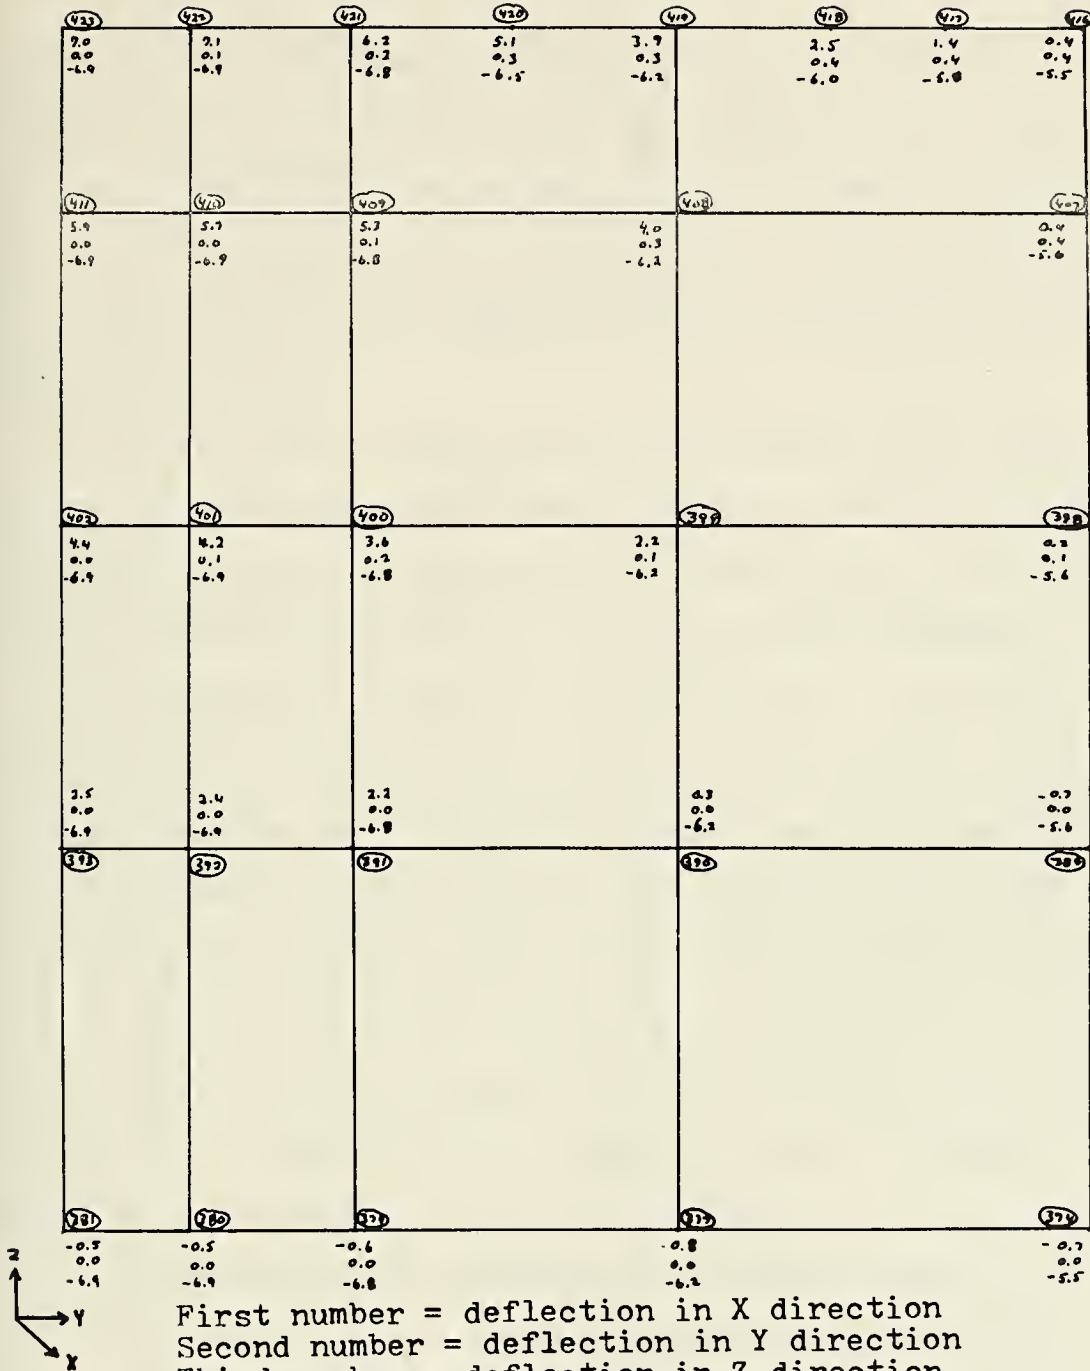 423 422 421 420 419 418 417 416
7.0 7.1 6.2 5.1 3.9 2.5 1.4 0.4
0.0 0.1 0.2 0.3 0.3 0.4 0.4 0.4
-6.9 -6.9 -6.8 -6.5 -6.2 -6.0 -5.8 -5.5
411 410 409 408 407
5.9 5.7 5.3 4.0 0.4
0.0 0.0 0.1 0.3 0.4
-6.9 -6.9 -6.8 -6.2 -5.6
402 401 400 399 398
4.4 4.2 3.6 2.2 0.2
0.0 0.1 0.2 0.1 0.1
-6.9 -6.9 -6.8 -6.2 -5.6
2.5 2.4 2.2 0.3 -0.7
0.0 0.0 0.0 0.0 0.0
-6.9 -6.9 -6.8 -6.2 -5.6
393 392 391 390 389
381 380 379 377 374
-0.5 -0.5 -0.6 -0.8 -0.7
0.0 0.0 0.0 0.0 0.0
-6.9 -6.9 -6.8 -6.2 -5.5
Z
Y
X
First number = deflection in X direction
Second number = deflection in Y direction